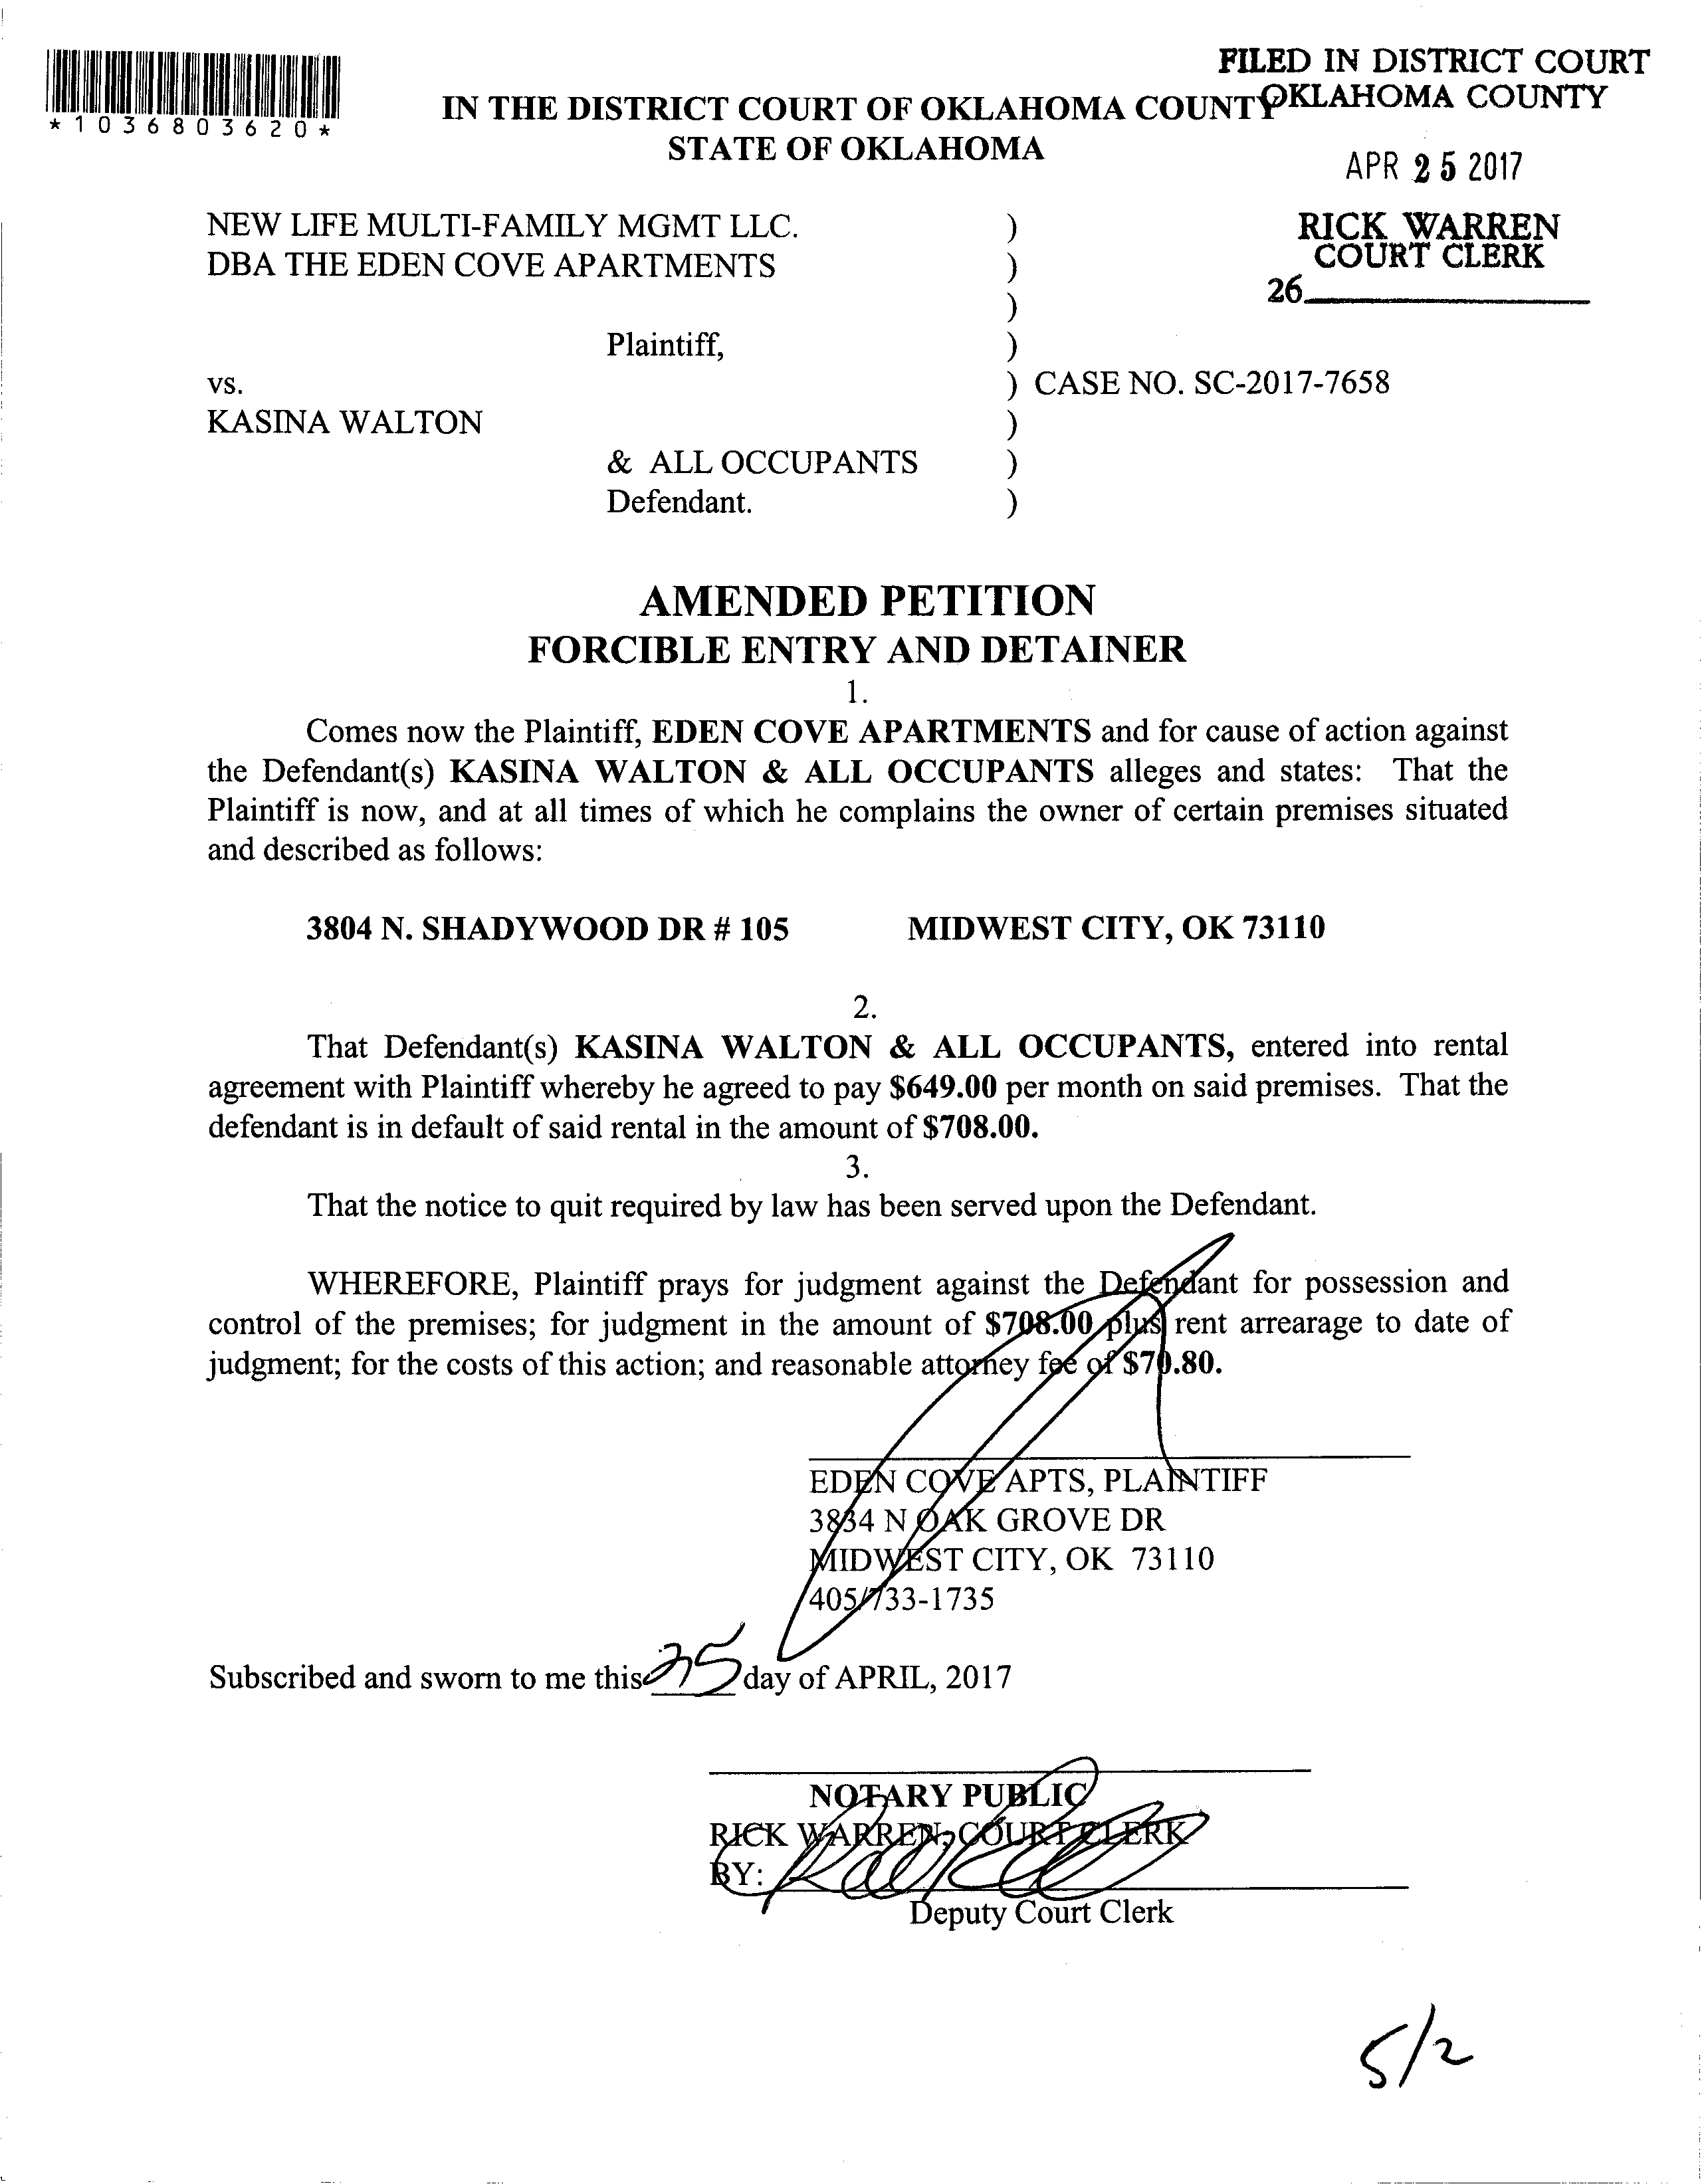 FILED IN DISTRICT COURT
OKLAHOMA COUNTY
*1036803620*
IN THE DISTRICT COURT OF OKLAHOMA COUNTY
STATE OF OKLAHOMA
APR 25 2017
RICK WARREN
COURT CLERK
26
NEW LIFE MULTI-FAMILY MGMT LLC. )
DBA THE EDEN COVE APARTMENTS )
)
Plaintiff, )
vs. ) CASE NO. SC-2017-7658
KASINA WALTON )
& ALL OCCUPANTS )
Defendant. )
AMENDED PETITION
FORCIBLE ENTRY AND DETAINER
1.
Comes now the Plaintiff, EDEN COVE APARTMENTS and for cause of action against
the Defendant(s) KASINA WALTON & ALL OCCUPANTS alleges and states: That the
Plaintiff is now, and at all times of which he complains the owner of certain premises situated
and described as follows:
3804 N. SHADYWOOD DR # 105 MIDWEST CITY, OK 73110
2.
That Defendant(s) KASINA WALTON & ALL OCCUPANTS, entered into rental
agreement with Plaintiff whereby he agreed to pay $649.00 per month on said premises. That the
defendant is in default of said rental in the amount of $708.00.
3.
That the notice to quit required by law has been served upon the Defendant.
WHEREFORE, Plaintiff prays for judgment against the Defendant for possession and
control of the premises; for judgment in the amount of $708.00 plus rent arrearage to date of
judgment; for the costs of this action; and reasonable attorney fee of $70.80.
EDEN COVE APTS, PLAINTIFF
3834 N OAK GROVE DR
MIDWEST CITY, OK 73110
405/733-1735
Subscribed and sworn to me this 25 day of APRIL, 2017
NOTARY PUBLIC
RICK WARREN, COURT CLERK
BY:
Deputy Court Clerk
5/2